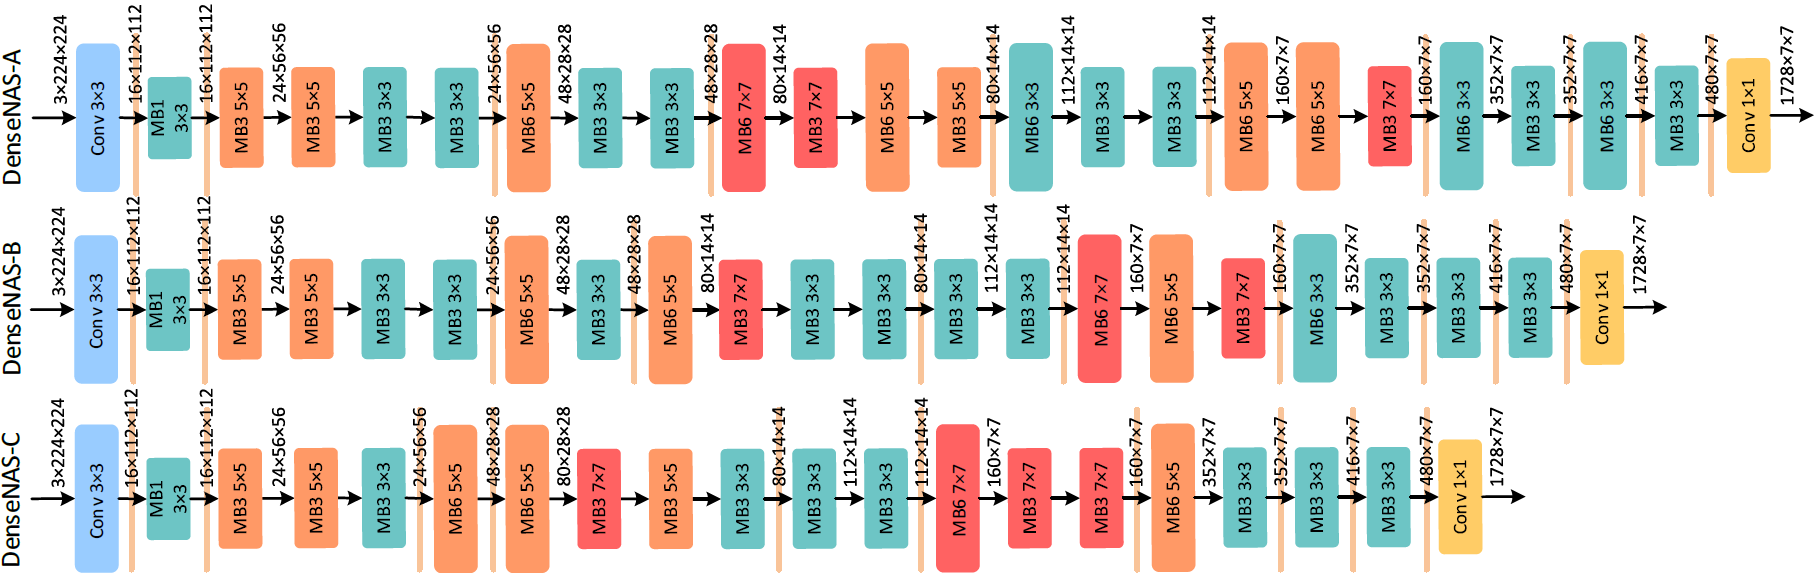 DenseNAS-A
3×224×224
Conv 3×3
16×112×112
MB1 3×3
16×112×112
MB3 5×5
24×56×56
MB3 5×5
MB3 3×3
MB3 3×3
24×56×56
MB6 5×5
48×28×28
MB3 3×3
MB3 3×3
48×28×28
MB6 7×7
80×14×14
MB3 7×7
MB6 5×5
MB3 5×5
80×14×14
MB6 3×3
112×14×14
MB3 3×3
MB3 3×3
112×14×14
MB6 5×5
160×7×7
MB6 5×5
MB3 7×7
160×7×7
MB6 3×3
352×7×7
MB3 3×3
352×7×7
MB6 3×3
416×7×7
MB3 3×3
480×7×7
Conv 1×1
1728×7×7
DenseNAS-B
3×224×224
Conv 3×3
16×112×112
MB1 3×3
16×112×112
MB3 5×5
24×56×56
MB3 5×5
MB3 3×3
MB3 3×3
24×56×56
MB6 5×5
48×28×28
MB3 3×3
48×28×28
MB6 5×5
80×14×14
MB3 7×7
MB3 3×3
MB3 3×3
80×14×14
MB3 3×3
112×14×14
MB3 3×3
112×14×14
MB6 7×7
160×7×7
MB6 5×5
MB3 7×7
160×7×7
MB6 3×3
352×7×7
MB3 3×3
352×7×7
MB3 3×3
416×7×7
MB3 3×3
480×7×7
Conv 1×1
1728×7×7
DenseNAS-C
3×224×224
Conv 3×3
16×112×112
MB1 3×3
16×112×112
MB3 5×5
24×56×56
MB3 5×5
MB3 3×3
24×56×56
MB6 5×5
48×28×28
MB6 5×5
80×28×28
MB3 7×7
MB3 5×5
MB3 3×3
80×14×14
MB3 3×3
112×14×14
MB3 3×3
112×14×14
MB6 7×7
160×7×7
MB3 7×7
MB3 7×7
160×7×7
MB6 5×5
352×7×7
MB3 3×3
352×7×7
MB3 3×3
416×7×7
MB3 3×3
480×7×7
Conv 1×1
1728×7×7